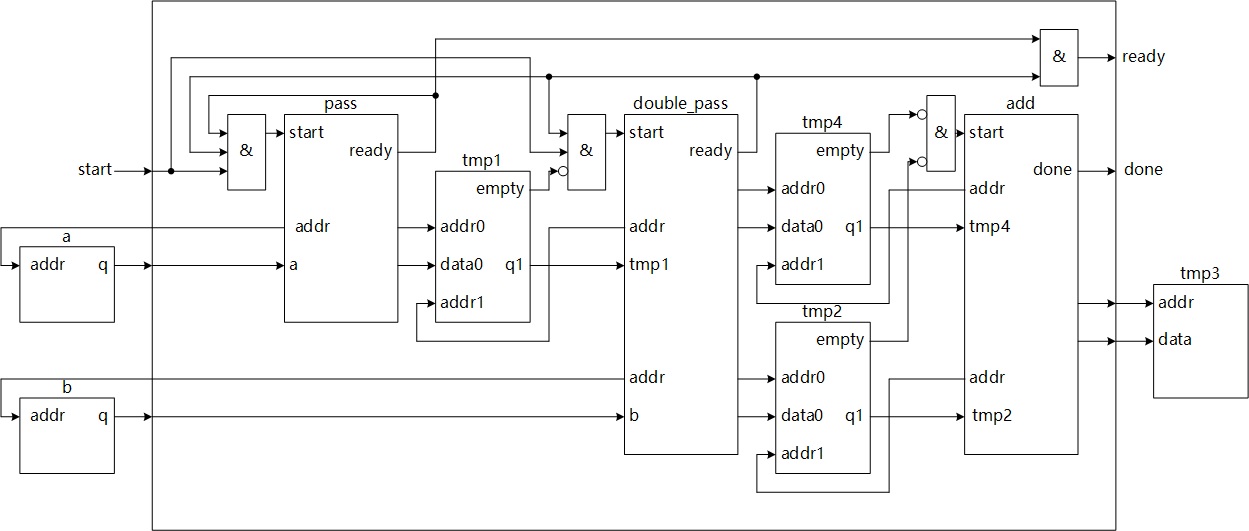 &
ready
pass
double_pass
add
start
ready
&
tmp1
empty
addr0
data0
q1
addr1
addr
a
&
start
ready
addr
tmp1
addr
b
tmp4
empty
addr0
data0
q1
addr1
tmp2
empty
addr0
data0
q1
addr1
&
start
done
addr
tmp4
addr
tmp2
start
done
a
addr
q
b
addr
q
tmp3
addr
data